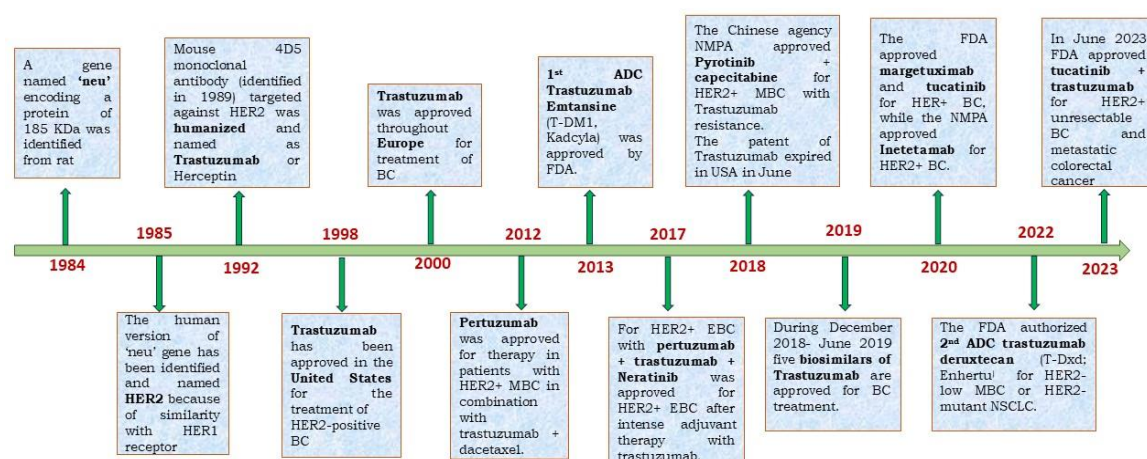 A gene
named 'neu'
encoding a
protein of
185 KDa was
identified
from rat
Mouse 4D5
monoclonal
antibody (identified
in 1989) targeted
against HER2 was
humanized and
named as
Trastuzumab or
Herceptin
Trastuzumab
was approved
throughout
Europe for
treatment of
BC
1st ADC
Trastuzumab
Emtansine
(T-DM1,
Kadcyla) was
approved by
FDA.
The Chinese agency
NMPA approved
Pyrotinib +
capecitabine for
HER2+ MBC with
Trastuzumab
resistance.
The patent of
Trastuzumab expired
in USA in June
The FDA
approved
margetuximab
and tucatinib
for HER+ BC,
while the NMPA
approved
Inetetamab for
HER2+ BC.
In June 2023
FDA approved
tucatinib +
trastuzumab
for HER2+
unresectable
BC and
metastatic
colorectal
cancer
1985 1998 2012 2017 2019 2022
1984 1992 2000 2013 2018 2020 2023
The human
version of
'neu' gene has
been identified
and named
HER2 because
of similarity
with HER1
receptor
Trastuzumab
has been
approved in the
United States
for the
treatment of
HER2-positive
BC
Pertuzumab
was approved
for therapy in
patients with
HER2+ MBC in
combination
with
trastuzumab +
dacetaxel.
For HER2+ EBC
with pertuzumab
+ trastuzumab +
Neratinib was
approved for
HER2+ EBC after
intense adjuvant
therapy with
trastuzumab
During December
2018- June 2019
five biosimilars of
Trastuzumab are
approved for BC
treatment.
The FDA authorized
2nd ADC trastuzumab
deruxtecan (T-Dxd;
Enhertu) for HER2-
low MBC or HER2-
mutant NSCLC.